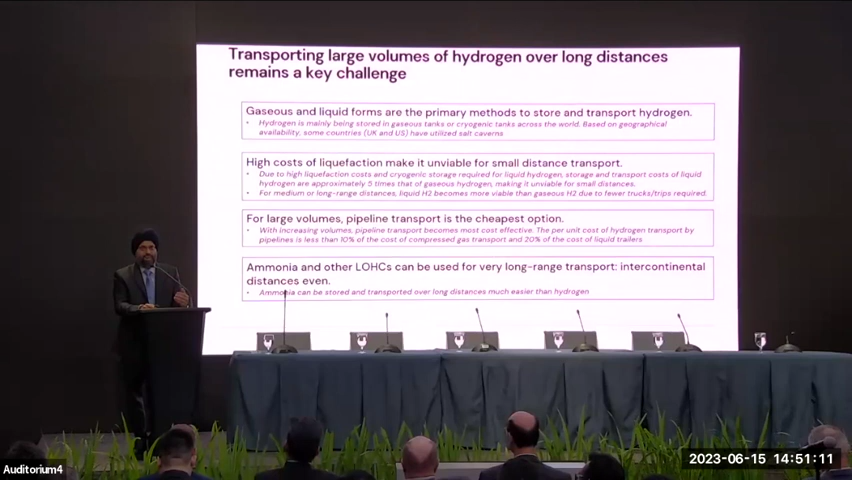 Transporting large volumes of hydrogen over long distances
remains a key challenge
Gaseous and liquid forms are the primary methods to store and transport hydrogen.
• Hydrogen is mainly being stored in gaseous tanks or cryogenic tanks across the world. Based on geographical
availability, some countries (UK and US) have utilized salt caverns
High costs of liquefaction make it unviable for small distance transport.
• Due to high liquefaction costs and cryogenic storage required for liquid hydrogen, storage and transport costs of liquid
hydrogen are approximately 5 times that of gaseous hydrogen, making it unviable for small distances.
• For medium or long-range distances, liquid H2 becomes more viable than gaseous H2 due to fewer trucks/trips required.
For large volumes, pipeline transport is the cheapest option.
• With increasing volumes, pipeline transport becomes most cost effective. The per unit cost of hydrogen transport by
pipelines is less than 10% of the cost of compressed gas transport and 20% of the cost of liquid trailers
Ammonia and other LOHCs can be used for very long-range transport: intercontinental
distances even.
• Ammonia can be stored and transported over long distances much easier than hydrogen
Auditorium4
2023-06-15 14:51:11